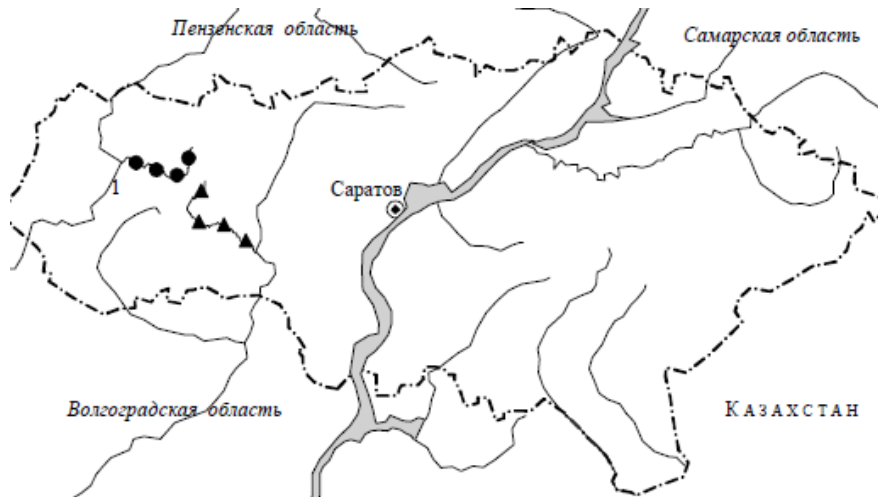 Пензенская область
Самарская область
1
Саратов
Волгоградская область
КАЗАХСТАН